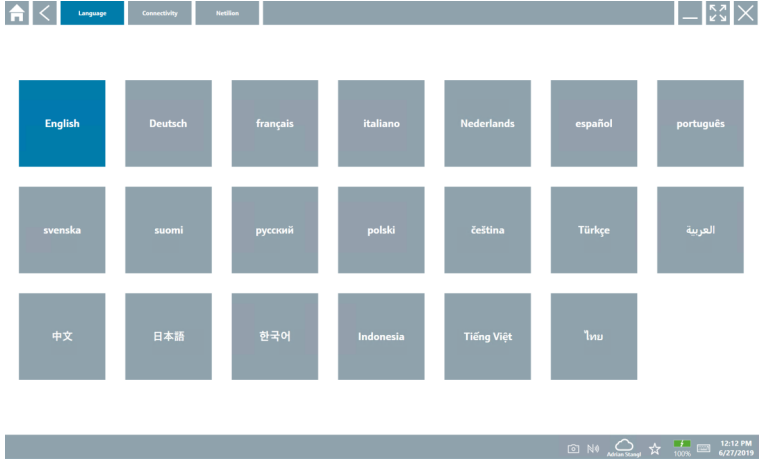 Language Connectivity Netilion
English Deutsch français italiano Nederlands español português
svenska suomi русский polski čeština Türkçe العربية
中文 日本語 한국어 Indonesia Tiếng Việt ไทย
Adrian Stangl 100% 12:12 PM
6/27/2019